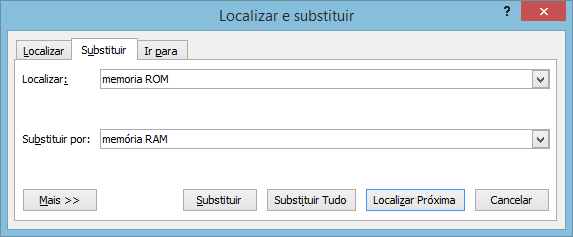 Localizar e substituir
? ×
Localizar Substituir Ir para
Localizar: memoria ROM
Substituir por: memória RAM
Mais >> Substituir Substituir Tudo Localizar Próxima Cancelar